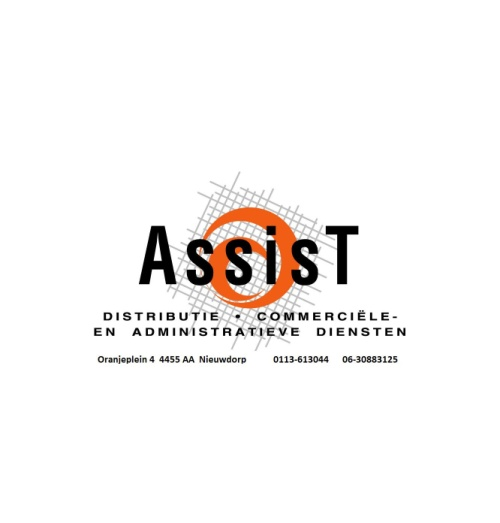 AssisT
DISTRIBUTIE • COMMERCIËLE-
EN ADMINISTRATIEVE DIENSTEN
Oranjeplein 4 4455 AA Nieuwdorp 0113-613044 06-30883125